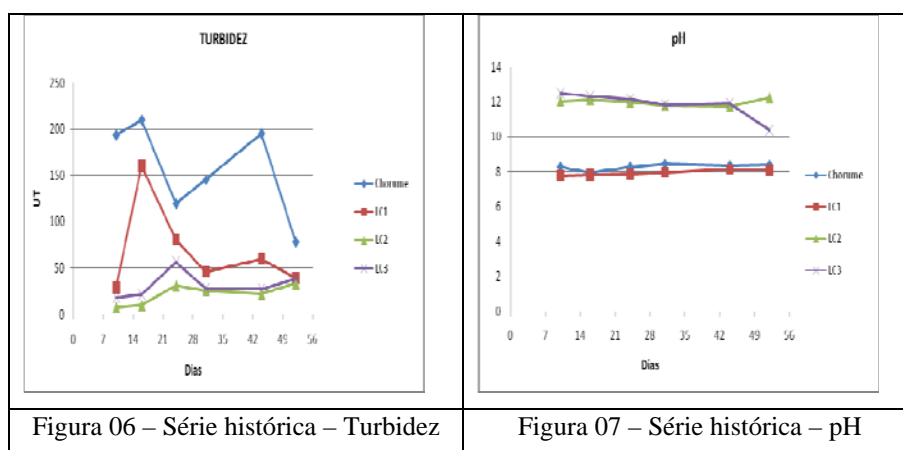 TURBIDEZ
250
200
150
100
50
0
UT
0 7 14 21 28 35 42 49 56
Dias
Chorume
LC1
LC2
LC3
pH
14
12
10
8
6
4
2
0
0 7 14 21 28 35 42 49 56
Dias
Chorume
LC1
LC2
LC3
Figura 06 – Série histórica – Turbidez
Figura 07 – Série histórica – pH